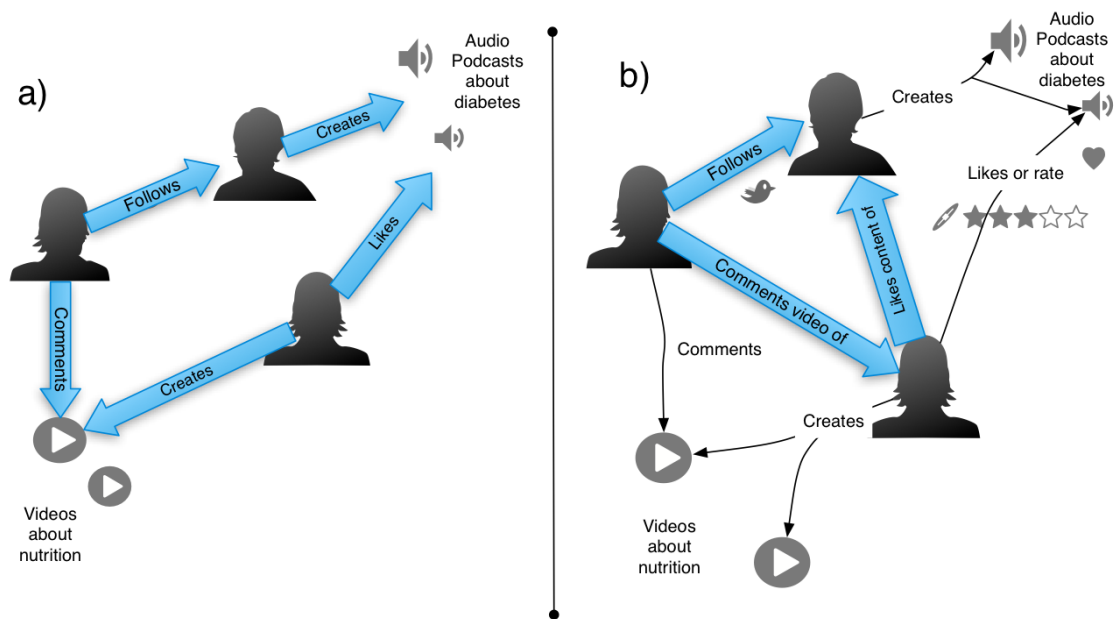 a)
Audio
Podcasts
about
diabetes
Creates
Follows
Likes
Comments
Creates
Videos
about
nutrition
b)
Audio
Podcasts
about
diabetes
Creates
Follows
Likes or rate
Likes content of
Comments video of
Comments
Creates
Videos
about
nutrition